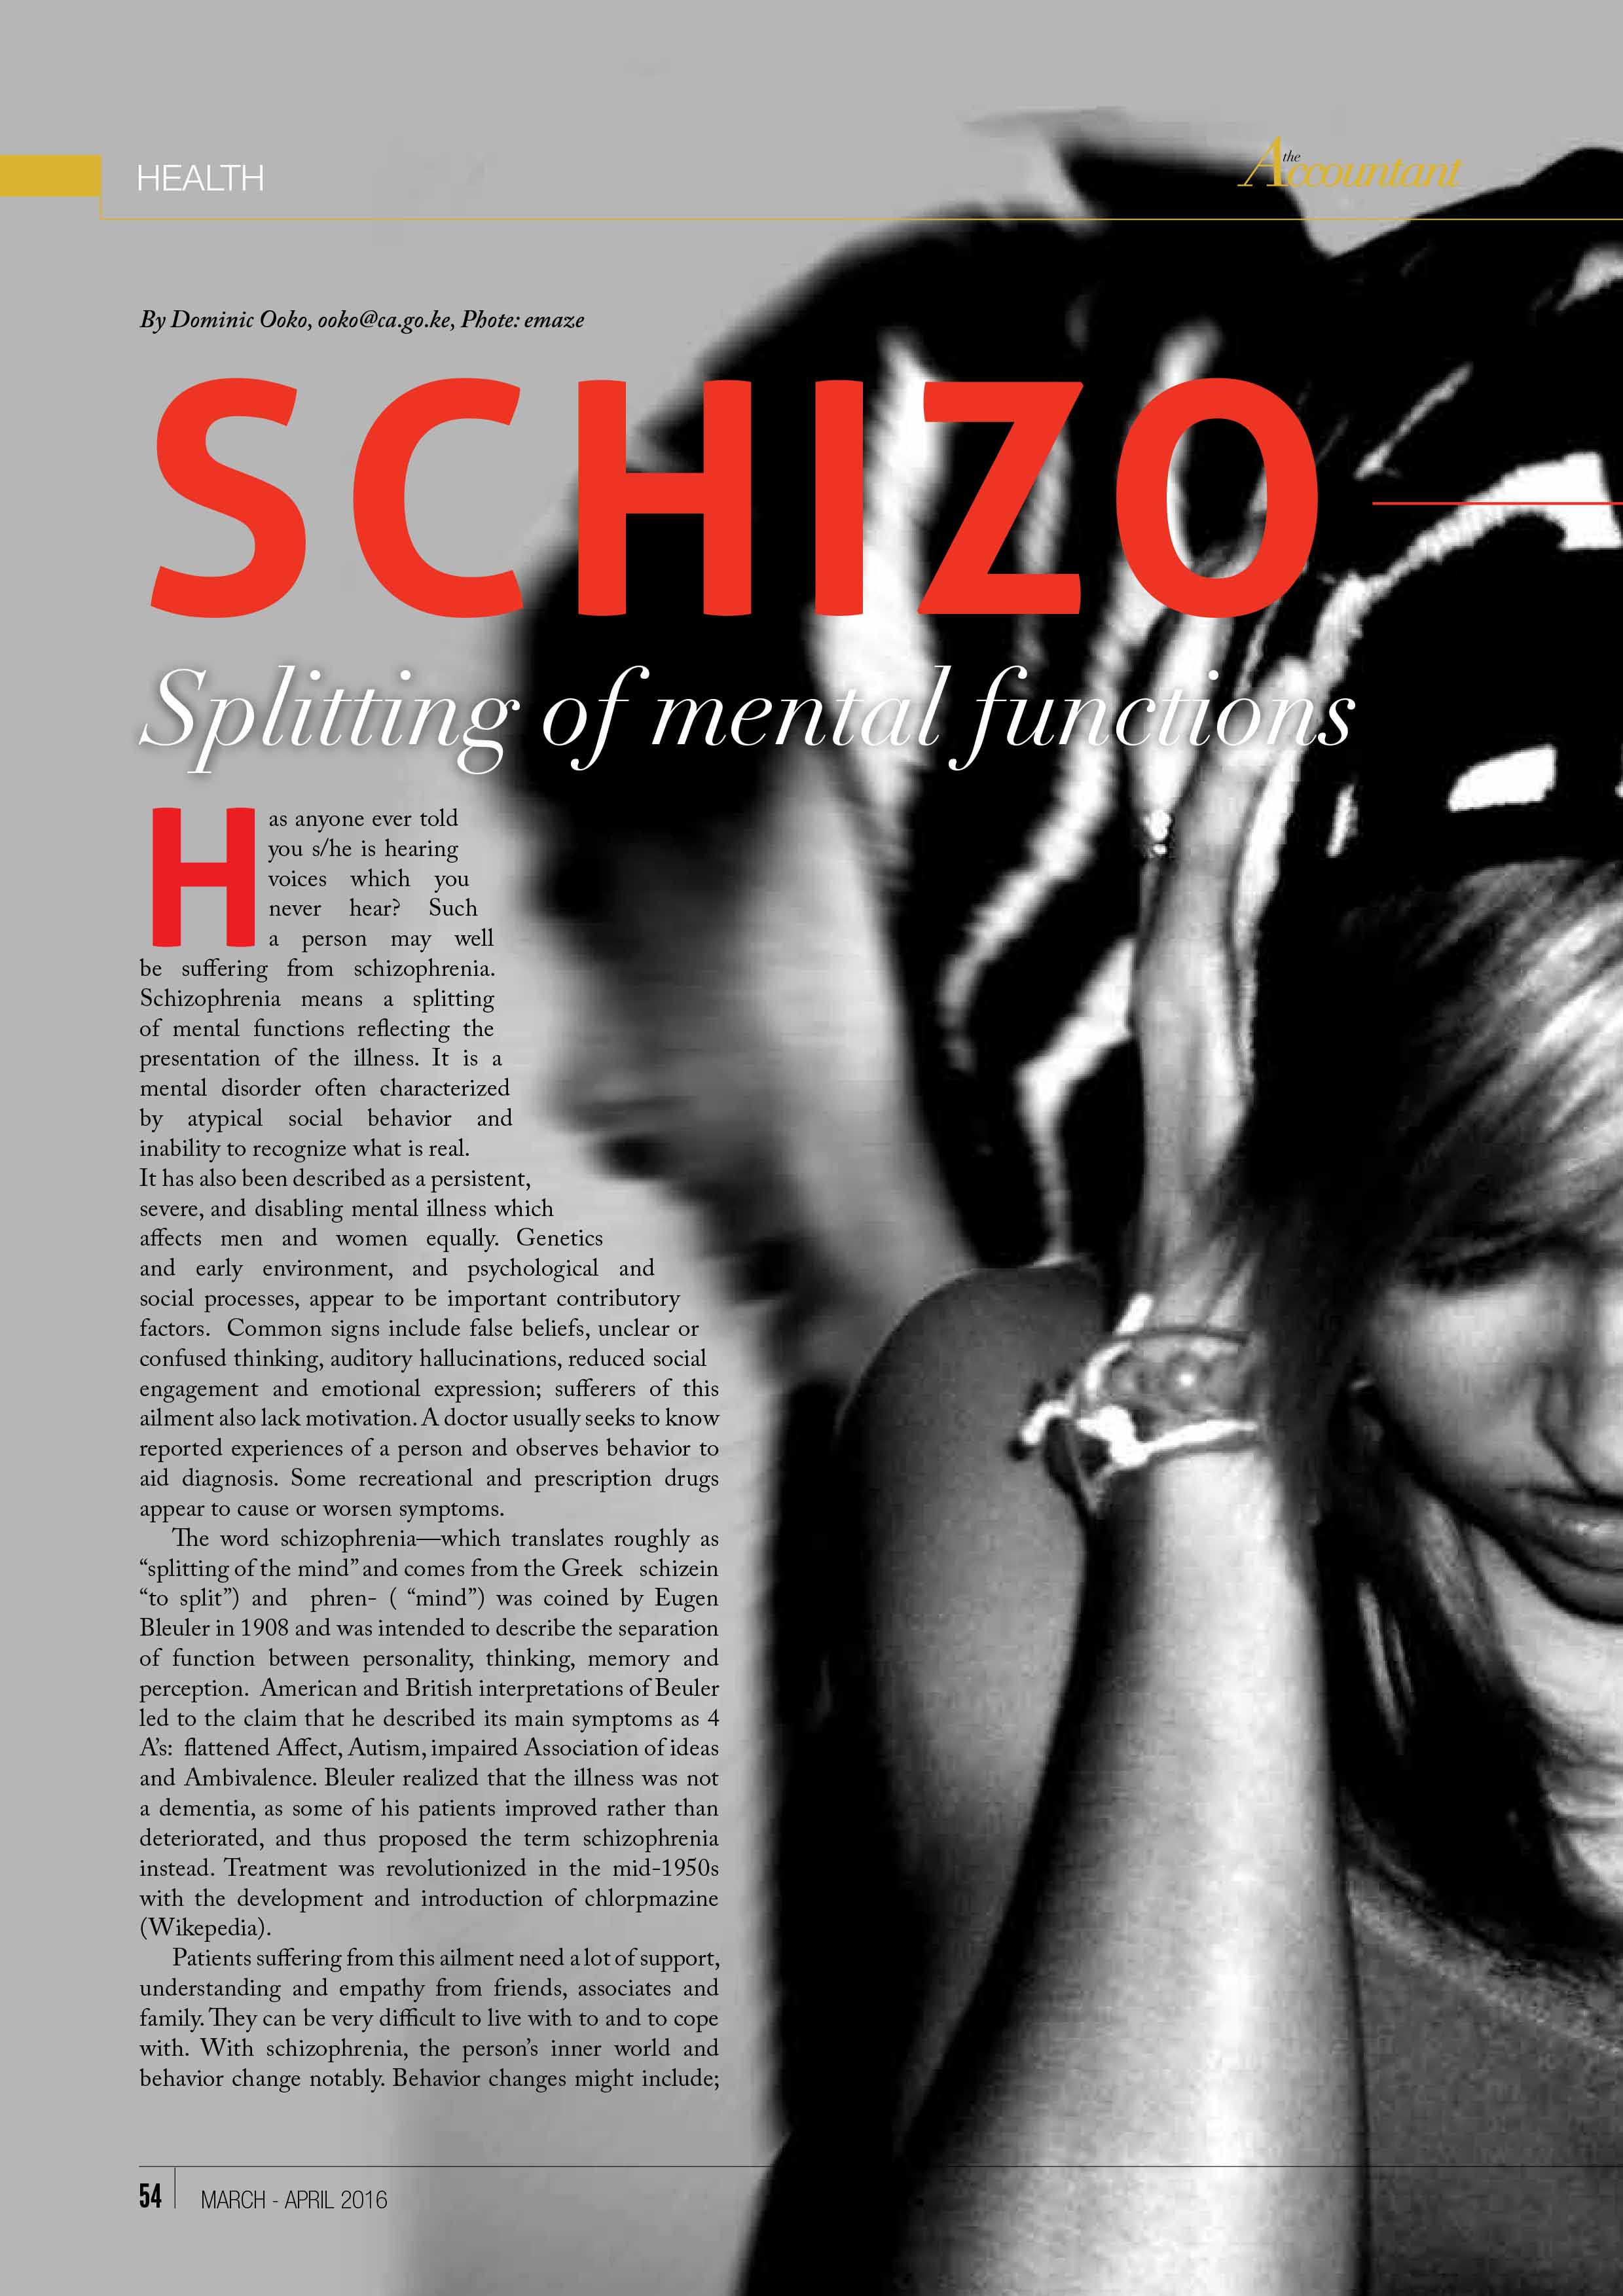 HEALTH
the Accountant
By Dominic Ooko, ooko@ca.go.ke, Phote: emaze
SCHIZO
Splitting of mental functions
Has anyone ever told
you s/he is hearing
voices which you
never hear? Such
a person may well
be suffering from schizophrenia.
Schizophrenia means a splitting
of mental functions reflecting the
presentation of the illness. It is a
mental disorder often characterized
by atypical social behavior and
inability to recognize what is real.
It has also been described as a persistent,
severe, and disabling mental illness which
affects men and women equally. Genetics
and early environment, and psychological and
social processes, appear to be important contributory
factors. Common signs include false beliefs, unclear or
confused thinking, auditory hallucinations, reduced social
engagement and emotional expression; sufferers of this
ailment also lack motivation. A doctor usually seeks to know
reported experiences of a person and observes behavior to
aid diagnosis. Some recreational and prescription drugs
appear to cause or worsen symptoms.
The word schizophrenia—which translates roughly as
“splitting of the mind” and comes from the Greek schizein
“to split”) and phren- ( “mind”) was coined by Eugen
Bleuler in 1908 and was intended to describe the separation
of function between personality, thinking, memory and
perception. American and British interpretations of Beuler
led to the claim that he described its main symptoms as 4
A’s: flattened Affect, Autism, impaired Association of ideas
and Ambivalence. Bleuler realized that the illness was not
a dementia, as some of his patients improved rather than
deteriorated, and thus proposed the term schizophrenia
instead. Treatment was revolutionized in the mid-1950s
with the development and introduction of chlorpmazine
(Wikepedia).
Patients suffering from this ailment need a lot of support,
understanding and empathy from friends, associates and
family. They can be very difficult to live with to and to cope
with. With schizophrenia, the person’s inner world and
behavior change notably. Behavior changes might include;
54 MARCH - APRIL 2016